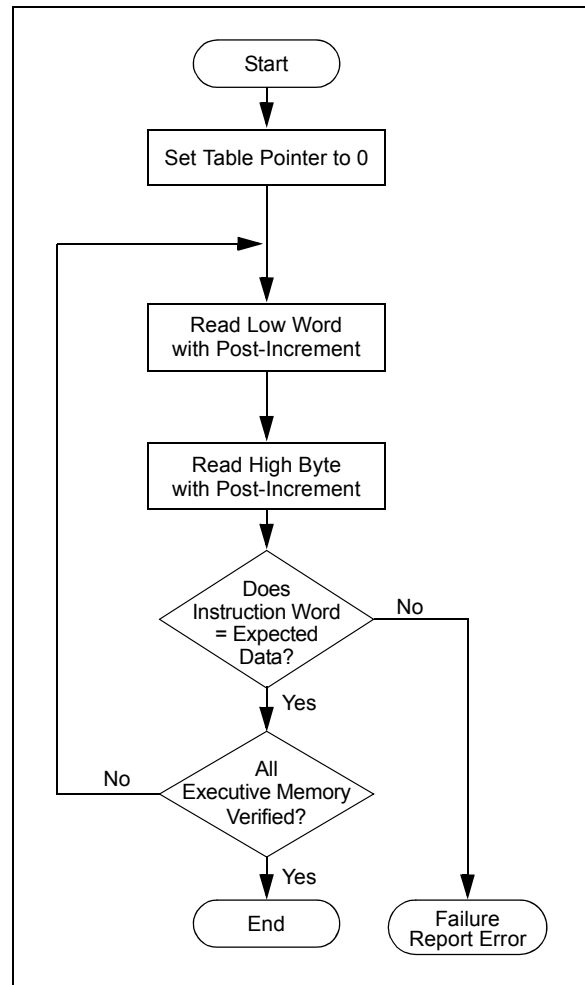 Start
Set Table Pointer to 0
Read Low Word
with Post-Increment
Read High Byte
with Post-Increment
Does
Instruction Word
= Expected
Data?
No
Yes
All
Executive Memory
Verified?
No
Yes
End
Failure
Report Error